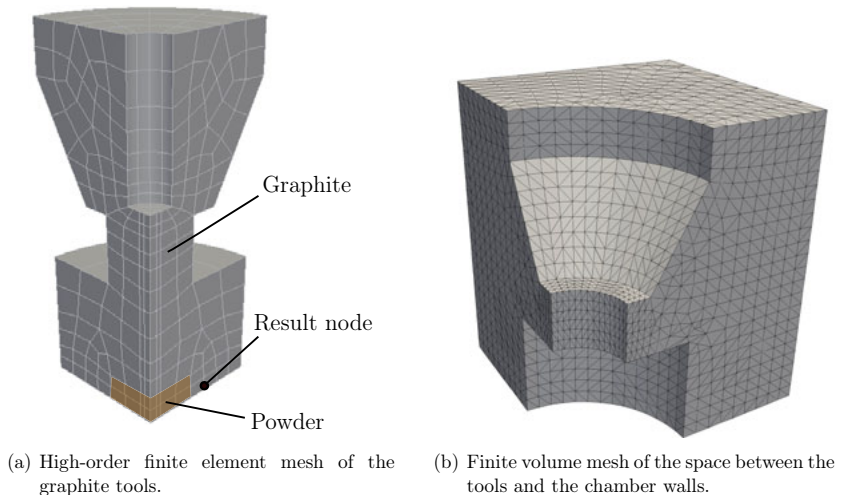 Graphite
Result node
Powder
(a) High-order finite element mesh of the
graphite tools.
(b) Finite volume mesh of the space between the
tools and the chamber walls.